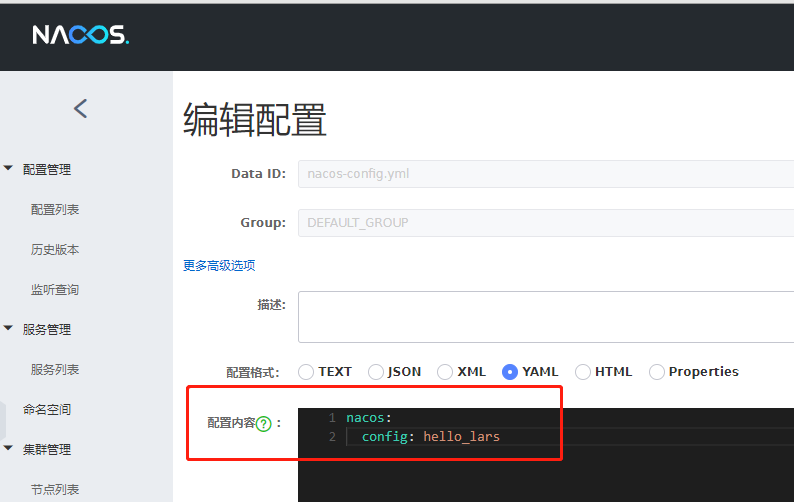 NACOS.
编辑配置
配置管理
配置列表
历史版本
监听查询
服务管理
服务列表
命名空间
集群管理
节点列表
Data ID: nacos-config.yml
Group: DEFAULT_GROUP
更多高级选项
描述:
配置格式: TEXT JSON XML YAML HTML Properties
配置内容? :
1 nacos:
2 config: hello_lars